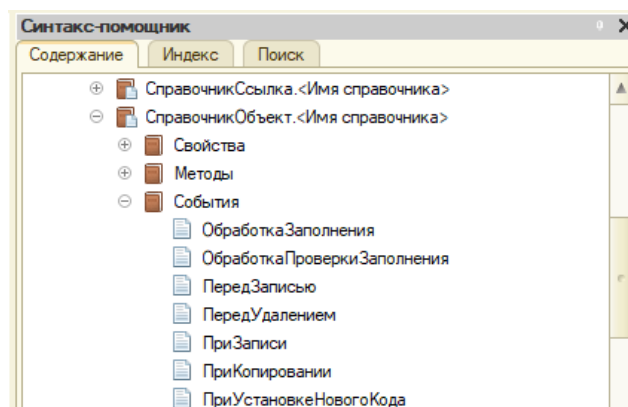 Синтакс-помощник
Содержание Индекс Поиск
СправочникСсылка.<Имя справочника>
СправочникОбъект.<Имя справочника>
Свойства
Методы
События
ОбработкаЗаполнения
ОбработкаПроверкиЗаполнения
ПередЗаписью
ПередУдалением
ПриЗаписи
ПриКопировании
ПриУстановкеНовогоКода